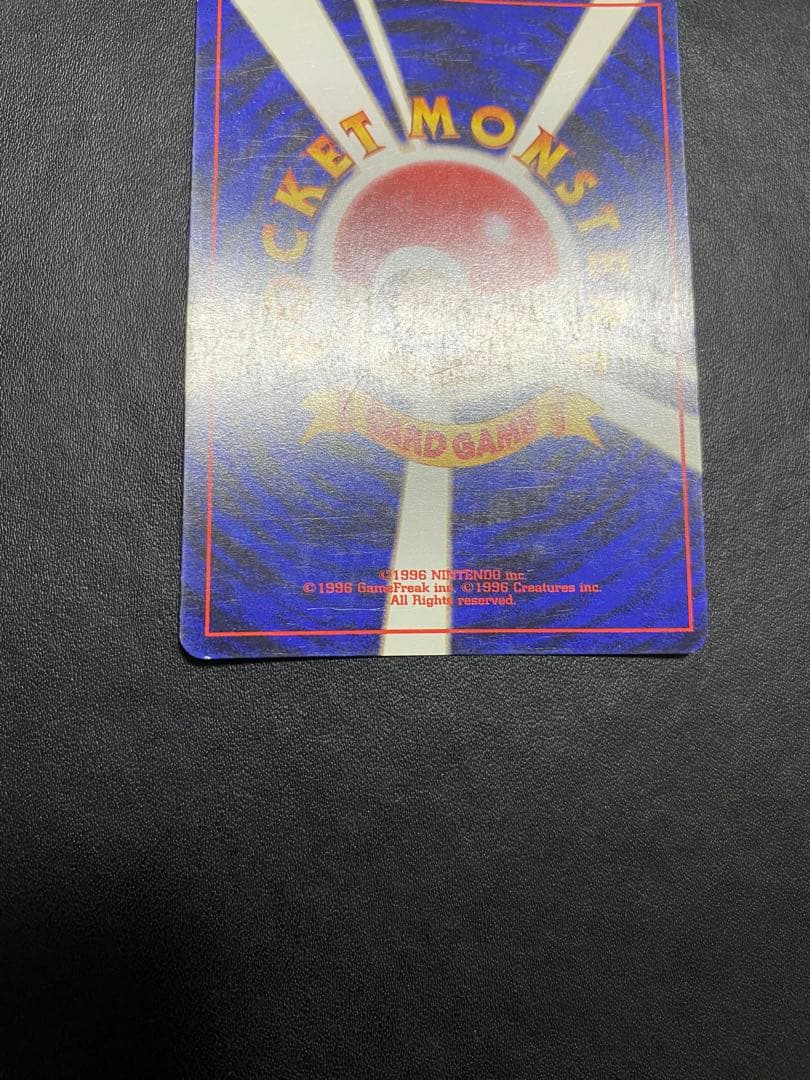 POCKET MONSTERS
CARD GAME
©1996 NINTENDO inc.
©1996 GameFreak inc. ©1996 Creatures inc.
All Rights reserved.